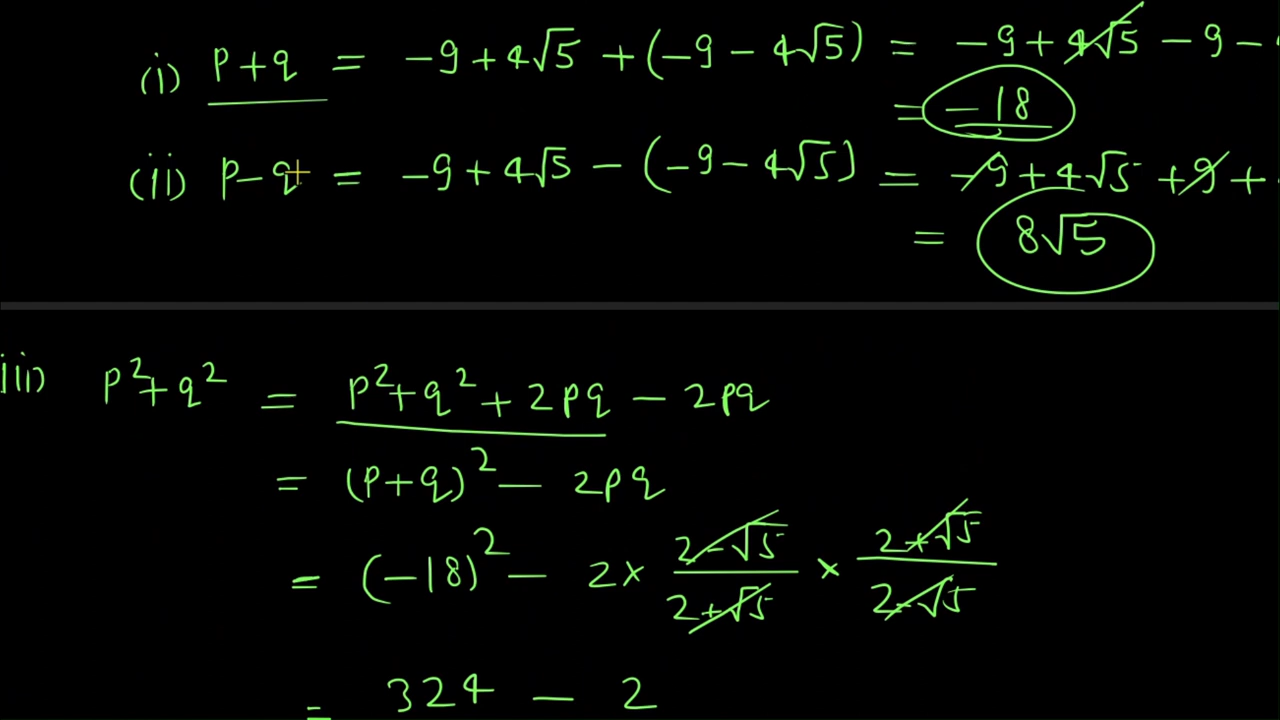 (i) p+q = -9+4√5 +(-9-4√5) = -9+4√5 -9-
= -18
(ii) p-q = -9+4√5 -(-9-4√5) = -9+4√5 +9+
= 8√5
iii) p²+q² = p²+q²+2pq - 2pq
= (p+q)² - 2pq
= (-18)² - 2× (2-√5)/(2+√5) × (2+√5)/(2-√5)
= 324 - 2